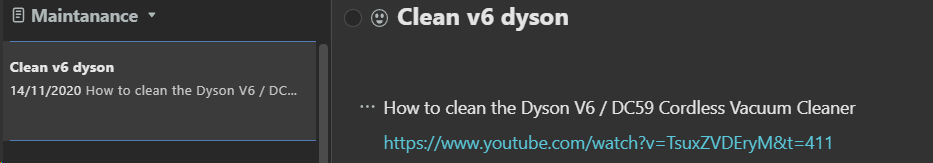 Maintanance
Clean v6 dyson
14/11/2020 How to clean the Dyson V6 / DC...
Clean v6 dyson
How to clean the Dyson V6 / DC59 Cordless Vacuum Cleaner
https://www.youtube.com/watch?v=TsuxZVDEryM&t=411